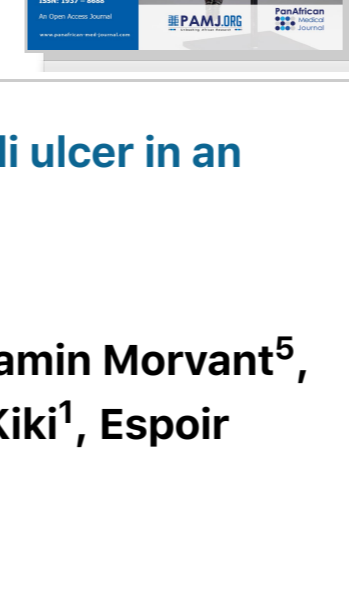 ISSN: 1937 – 8688
An Open Access Journal
www.panafrican-med-journal.com
PAMJ.ORG
PanAfrican
Medical
Journal
li ulcer in an
amin Morvant5,
Kiki1, Espoir